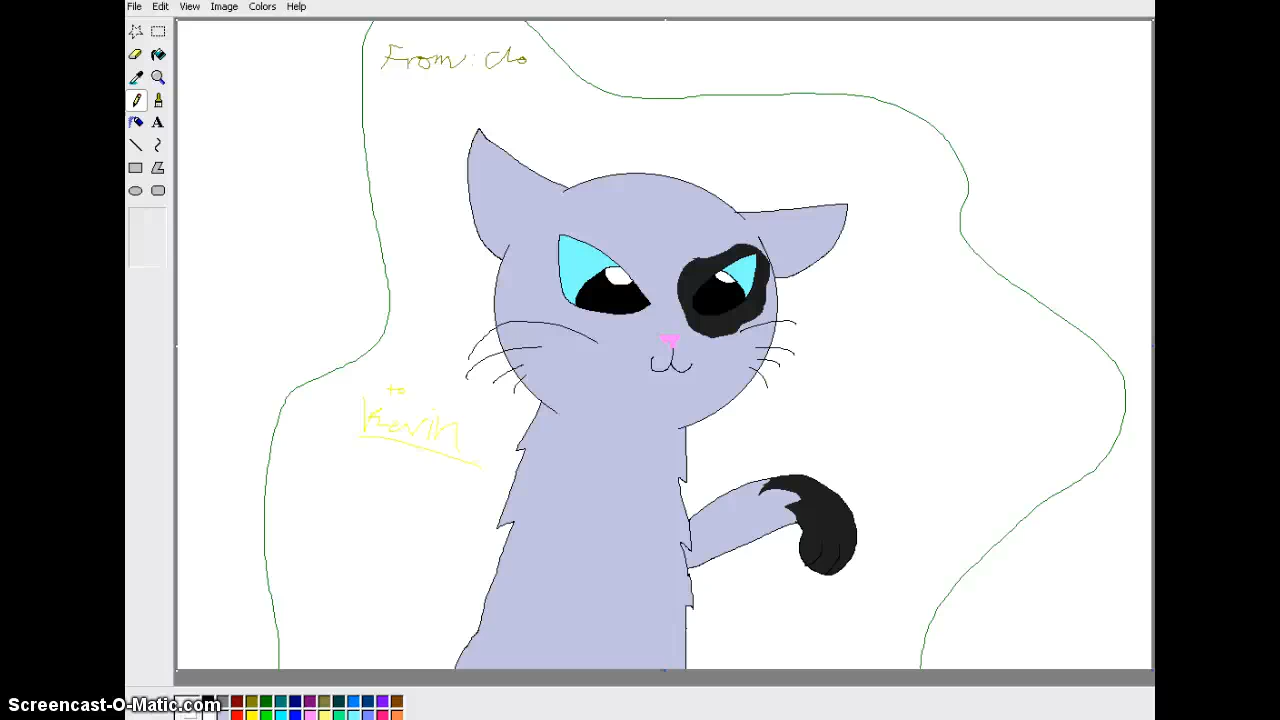 File Edit View Image Colors Help
From: clo
to
Kevin
Screencast-O-Matic.com